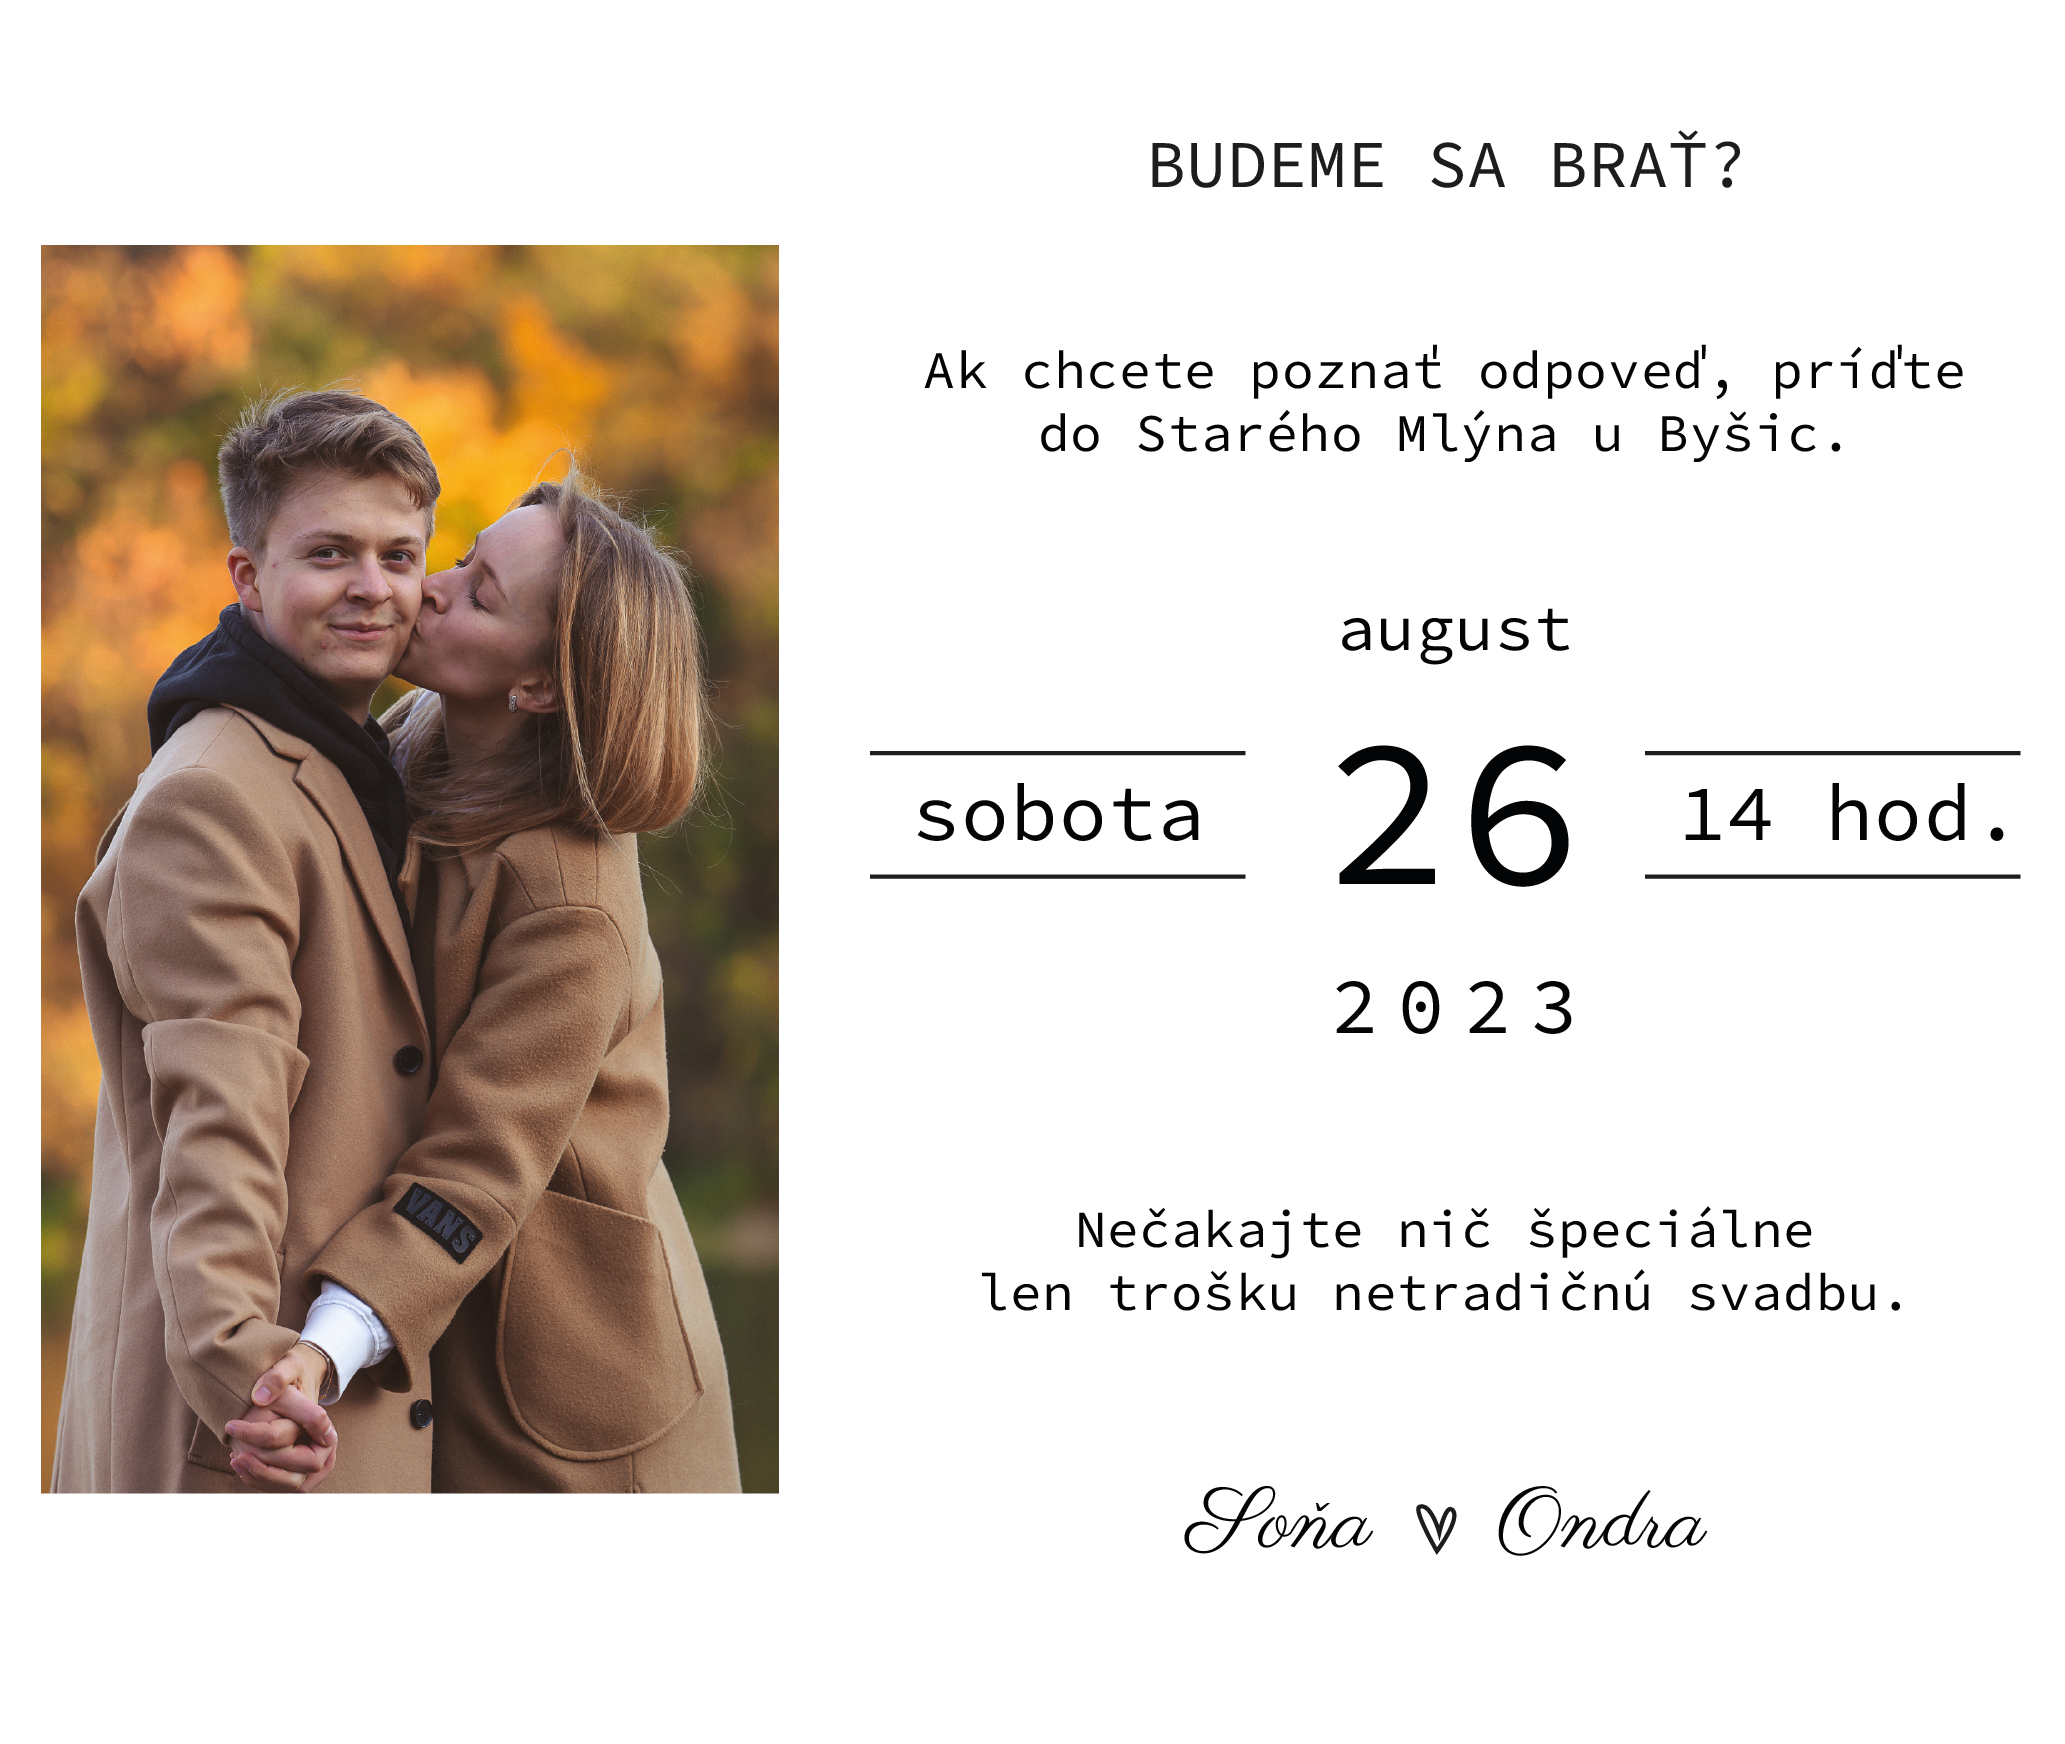 BUDEME SA BRAŤ?
Ak chcete poznať odpoveď, príďte
do Starého Mlýna u Byšic.
august
sobota
26
14 hod.
2023
Nečakajte nič špeciálne
len trošku netradičnú svadbu.
Soňa ♡ Ondra
VANS